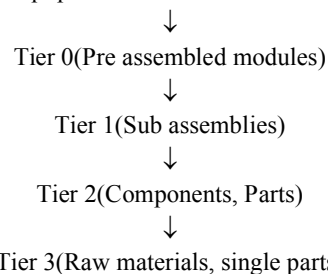 ↓
Tier 0(Pre assembled modules)
↓
Tier 1(Sub assemblies)
↓
Tier 2(Components, Parts)
↓
Tier 3(Raw materials, single parts